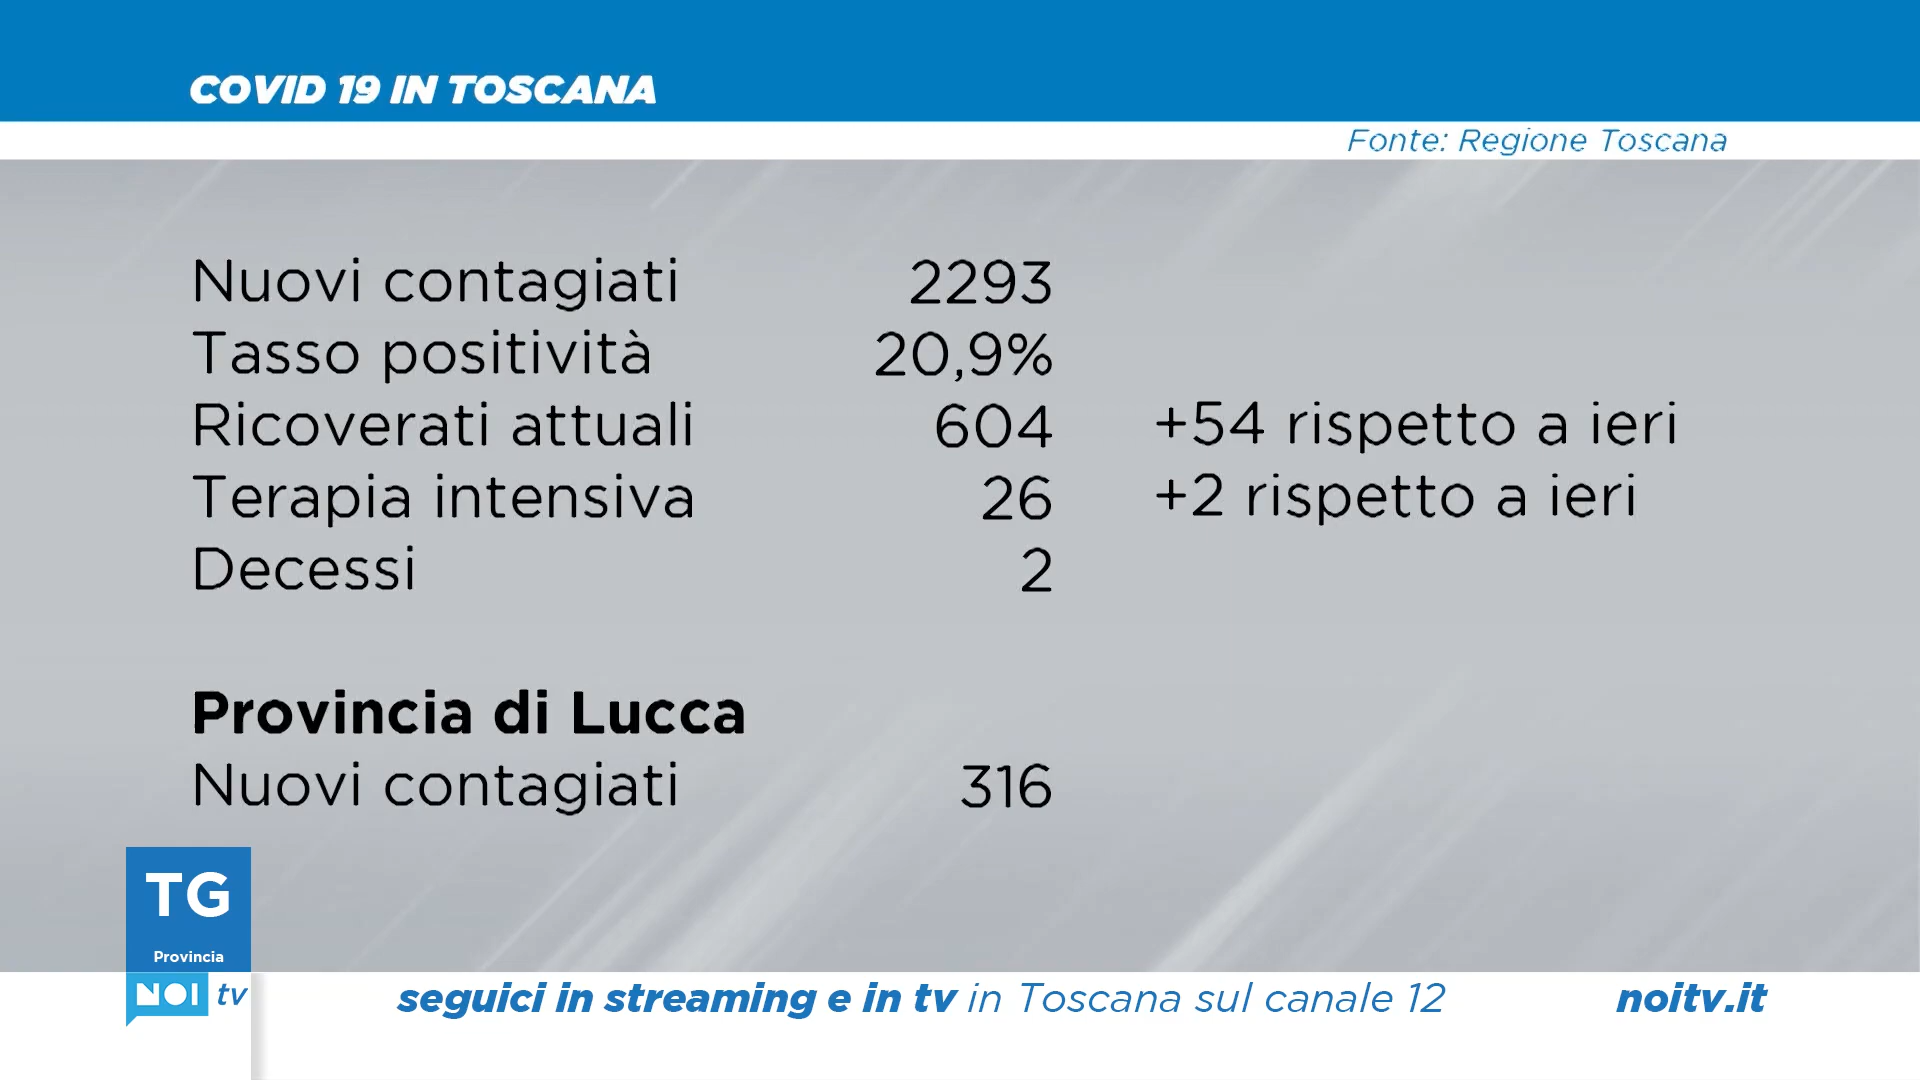 COVID 19 IN TOSCANA
Fonte: Regione Toscana
Nuovi contagiati 2293
Tasso positività 20,9%
Ricoverati attuali 604 +54 rispetto a ieri
Terapia intensiva 26 +2 rispetto a ieri
Decessi 2
Provincia di Lucca
Nuovi contagiati 316
TG
Provincia
NOI tv
seguici in streaming e in tv in Toscana sul canale 12
noitv.it